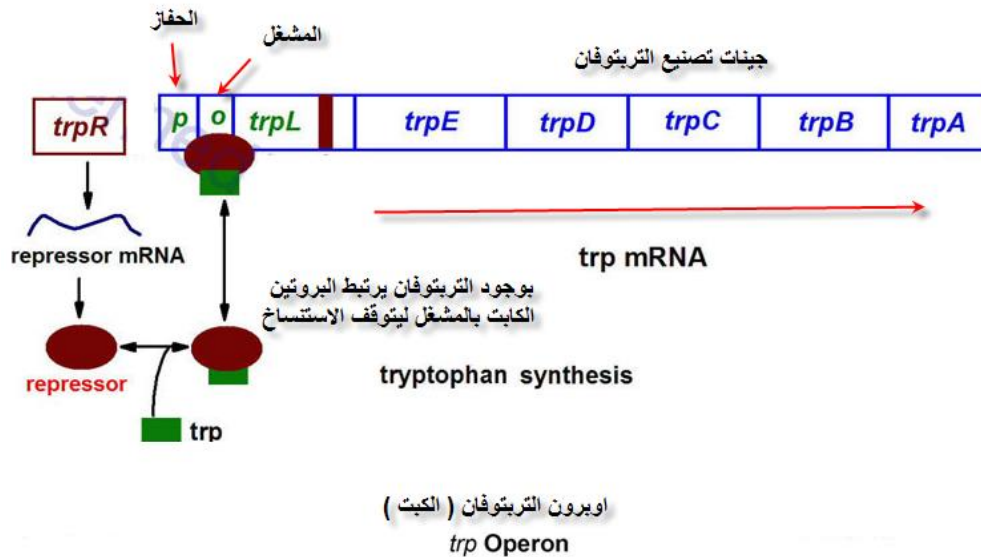 الحفاز
المشغل
جينات تصنيع التربتوفان
trpR
p
o
trpL
trpE
trpD
trpC
trpB
trpA
repressor mRNA
trp mRNA
بوجود التربتوفان يرتبط البروتين
الكابت بالمشغل ليتوقف الاستنساخ
repressor
tryptophan synthesis
trp
اوبرون التربتوفان ( الكبت )
trp Operon